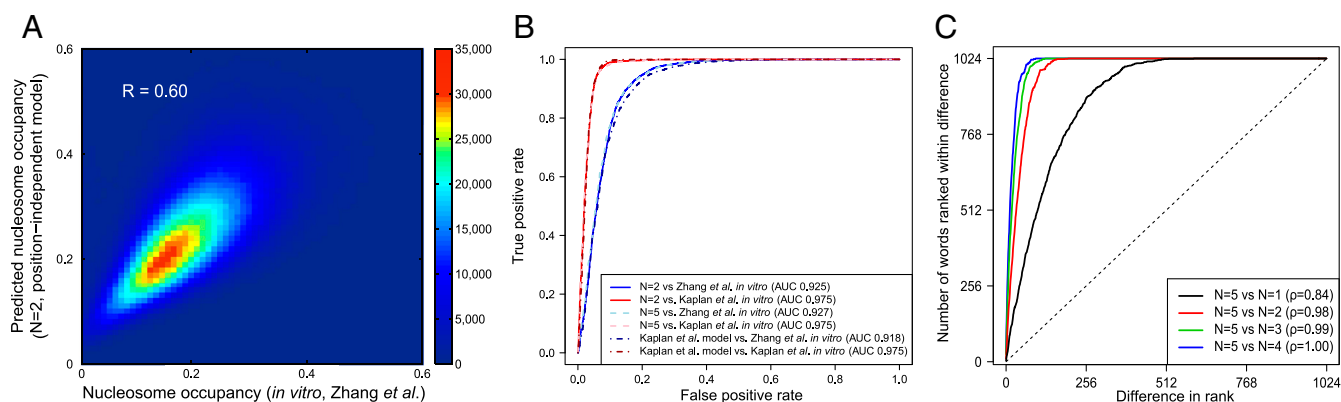 A
Predicted nucleosome occupancy
(N=2, position−independent model)
0.6
0.4
0.2
0
R = 0.60
0
0.2
0.4
0.6
Nucleosome occupancy (in vitro, Zhang et al.)
35,000
30,000
25,000
20,000
15,000
10,000
5,000
0
B
True positive rate
1.0
0.8
0.6
0.4
0.2
0.0
N=2 vs Zhang et al. in vitro (AUC 0.925)
N=2 vs. Kaplan et al. in vitro (AUC 0.975)
N=5 vs. Zhang et al. in vitro (AUC 0.927)
N=5 vs. Kaplan et al. in vitro (AUC 0.975)
Kaplan et al. model vs. Zhang et al. in vitro (AUC 0.918)
Kaplan et al. model vs. Kaplan et al. in vitro (AUC 0.975)
0.0
0.2
0.4
0.6
0.8
1.0
False positive rate
C
Number of words ranked within difference
1024
768
512
256
0
N=5 vs N=1 (ρ=0.84)
N=5 vs N=2 (ρ=0.98)
N=5 vs N=3 (ρ=0.99)
N=5 vs N=4 (ρ=1.00)
0
256
512
768
1024
Difference in rank